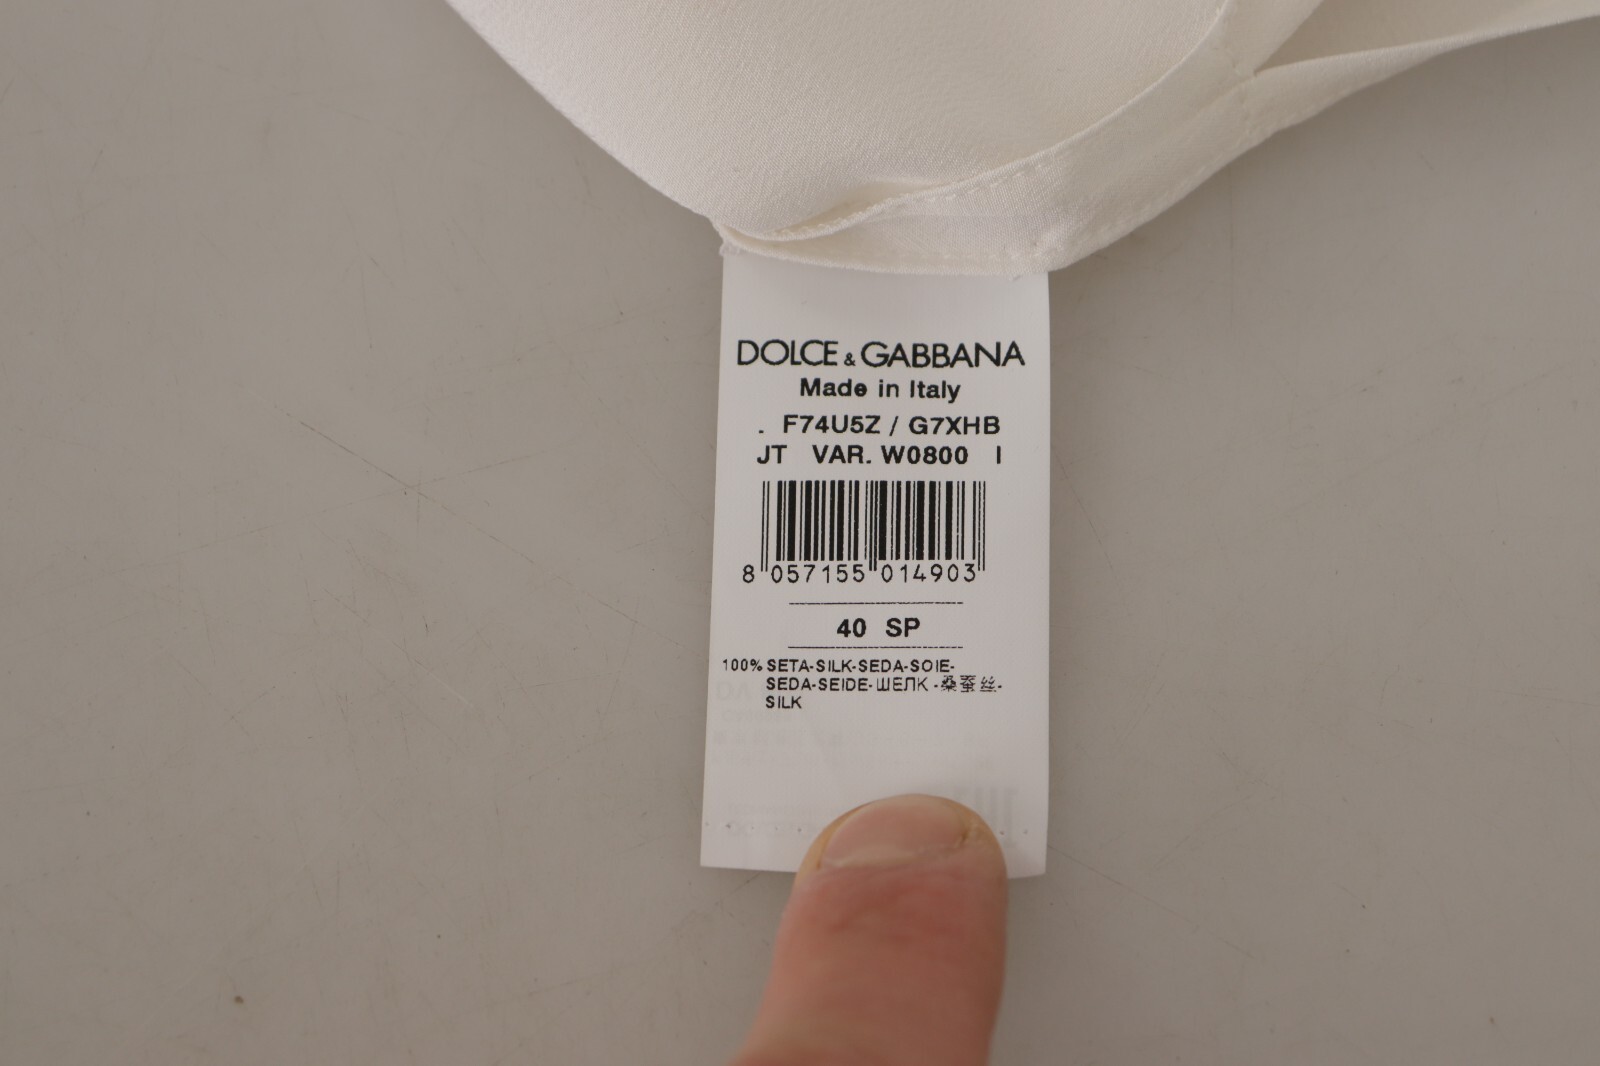 DOLCE & GABBANA
Made in Italy
. F74U5Z / G7XHB
JT VAR. W0800 I
8 057155 014903
40 SP
100% SETA-SILK-SEDA-SOIE-
SEDA-SEIDE-ШЕЛК -桑蚕丝-
SILK